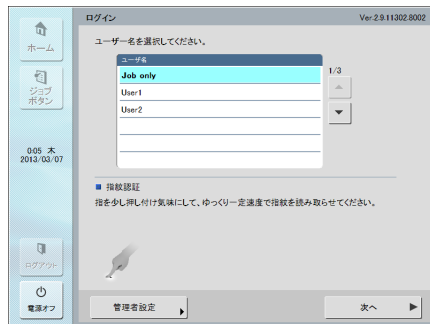 ログイン
Ver.2.9.11302.8002
ホーム
ジョブ
ボタン
0:05 木
2013/03/07
ログアウト
電源オフ
ユーザー名を選択してください。
ユーザ名
Job only
User1
User2
1/3
指紋認証
指を少し押し付け気味にして、ゆっくり一定速度で指紋を読み取らせてください。
管理者設定
次へ